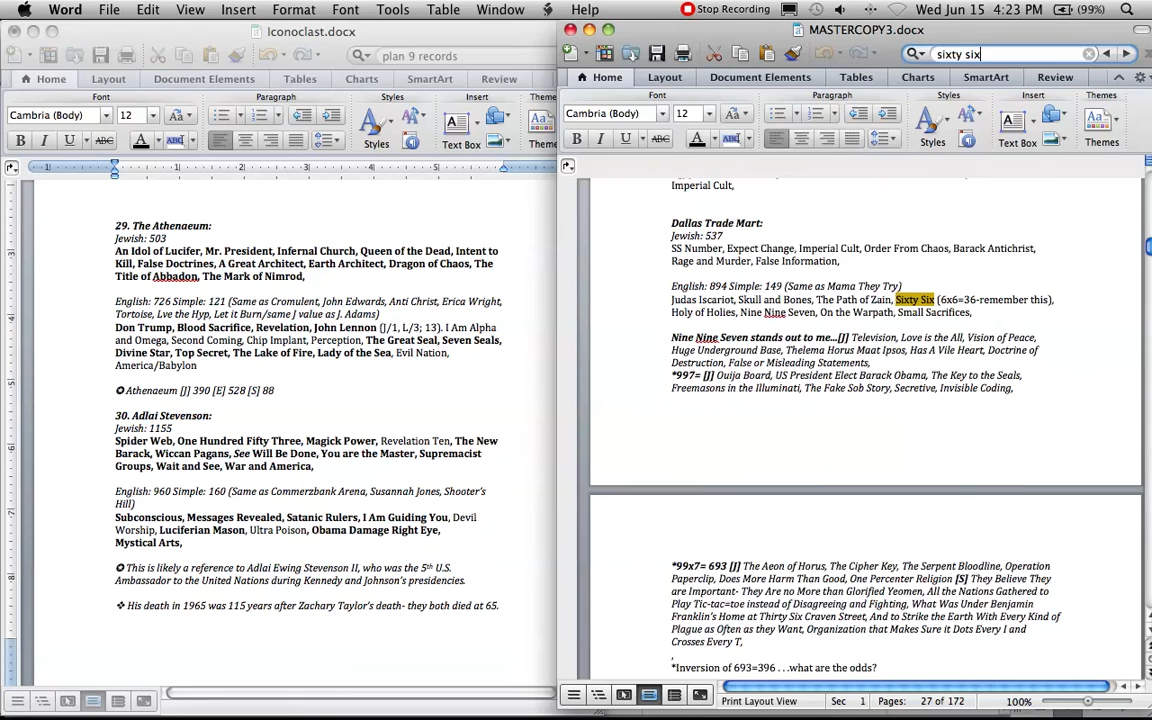 Word File Edit View Insert Format Font Tools Table Window Help Stop Recording Wed Jun 15 4:23 PM (99%)
Iconoclast.docx
plan 9 records
Home Layout Document Elements Tables Charts SmartArt Review
Font Paragraph Styles Insert Theme
Cambria (Body) 12 Aa
B I U ABC A ABC Styles A Text Box Aa Themes
1 1 2 3 4 5
29. The Athenaeum:
Jewish: 503
An Idol of Lucifer, Mr. President, Infernal Church, Queen of the Dead, Intent to
Kill, False Doctrines, A Great Architect, Earth Architect, Dragon of Chaos, The
Title of Abbadon, The Mark of Nimrod,
English: 726 Simple: 121 (Same as Cromulent, John Edwards, Anti Christ, Erica Wright,
Tortoise, Lve the Hyp, Let it Burn/same J value as J. Adams)
Don Trump, Blood Sacrifice, Revelation, John Lennon (J/1, L/3; 13). I Am Alpha
and Omega, Second Coming, Chip Implant, Perception, The Great Seal, Seven Seals,
Divine Star, Top Secret, The Lake of Fire, Lady of the Sea, Evil Nation,
America/Babylon
✪ Athenaeum [J] 390 [E] 528 [S] 88
30. Adlai Stevenson:
Jewish: 1155
Spider Web, One Hundred Fifty Three, Magick Power, Revelation Ten, The New
Barack, Wiccan Pagans, See Will Be Done, You are the Master, Supremacist
Groups, Wait and See, War and America,
English: 960 Simple: 160 (Same as Commerzbank Arena, Susannah Jones, Shooter's
Hill)
Subconscious, Messages Revealed, Satanic Rulers, I Am Guiding You, Devil
Worship, Luciferian Mason, Ultra Poison, Obama Damage Right Eye,
Mystical Arts,
✪ This is likely a reference to Adlai Ewing Stevenson II, who was the 5th U.S.
Ambassador to the United Nations during Kennedy and Johnson's presidencies.
❖ His death in 1965 was 115 years after Zachary Taylor's death- they both died at 65.
MASTERCOPY3.docx
sixty six
Home Layout Document Elements Tables Charts SmartArt Review
Font Paragraph Styles Insert Themes
Cambria (Body) 12 Aa
B I U ABC A ABC Styles A Text Box Aa Themes
Imperial Cult,
Dallas Trade Mart:
Jewish: 537
SS Number, Expect Change, Imperial Cult, Order From Chaos, Barack Antichrist,
Rage and Murder, False Information,
English: 894 Simple: 149 (Same as Mama They Try)
Judas Iscariot, Skull and Bones, The Path of Zain, Sixty Six (6x6=36-remember this),
Holy of Holies, Nine Nine Seven, On the Warpath, Small Sacrifices,
Nine Nine Seven stands out to me...[J] Television, Love is the All, Vision of Peace,
Huge Underground Base, Thelema Horus Maat Ipsos, Has A Vile Heart, Doctrine of
Destruction, False or Misleading Statements,
*997= [J] Ouija Board, US President Elect Barack Obama, The Key to the Seals,
Freemasons in the Illuminati, The Fake Sob Story, Secretive, Invisible Coding,
*99x7= 693 [J] The Aeon of Horus, The Cipher Key, The Serpent Bloodline, Operation
Paperclip, Does More Harm Than Good, One Percenter Religion [S] They Believe They
are Important- They Are no More than Glorified Yeomen, All the Nations Gathered to
Play Tic-tac=toe instead of Disagreeing and Fighting, What Was Under Benjamin
Franklin's Home at Thirty Six Craven Street, And to Strike the Earth With Every Kind of
Plague as Often as they Want, Organization that Makes Sure it Dots Every I and
Crosses Every T,
,
*Inversion of 693=396 . . .what are the odds?
Print Layout View Sec 1 Pages: 27 of 172 100%